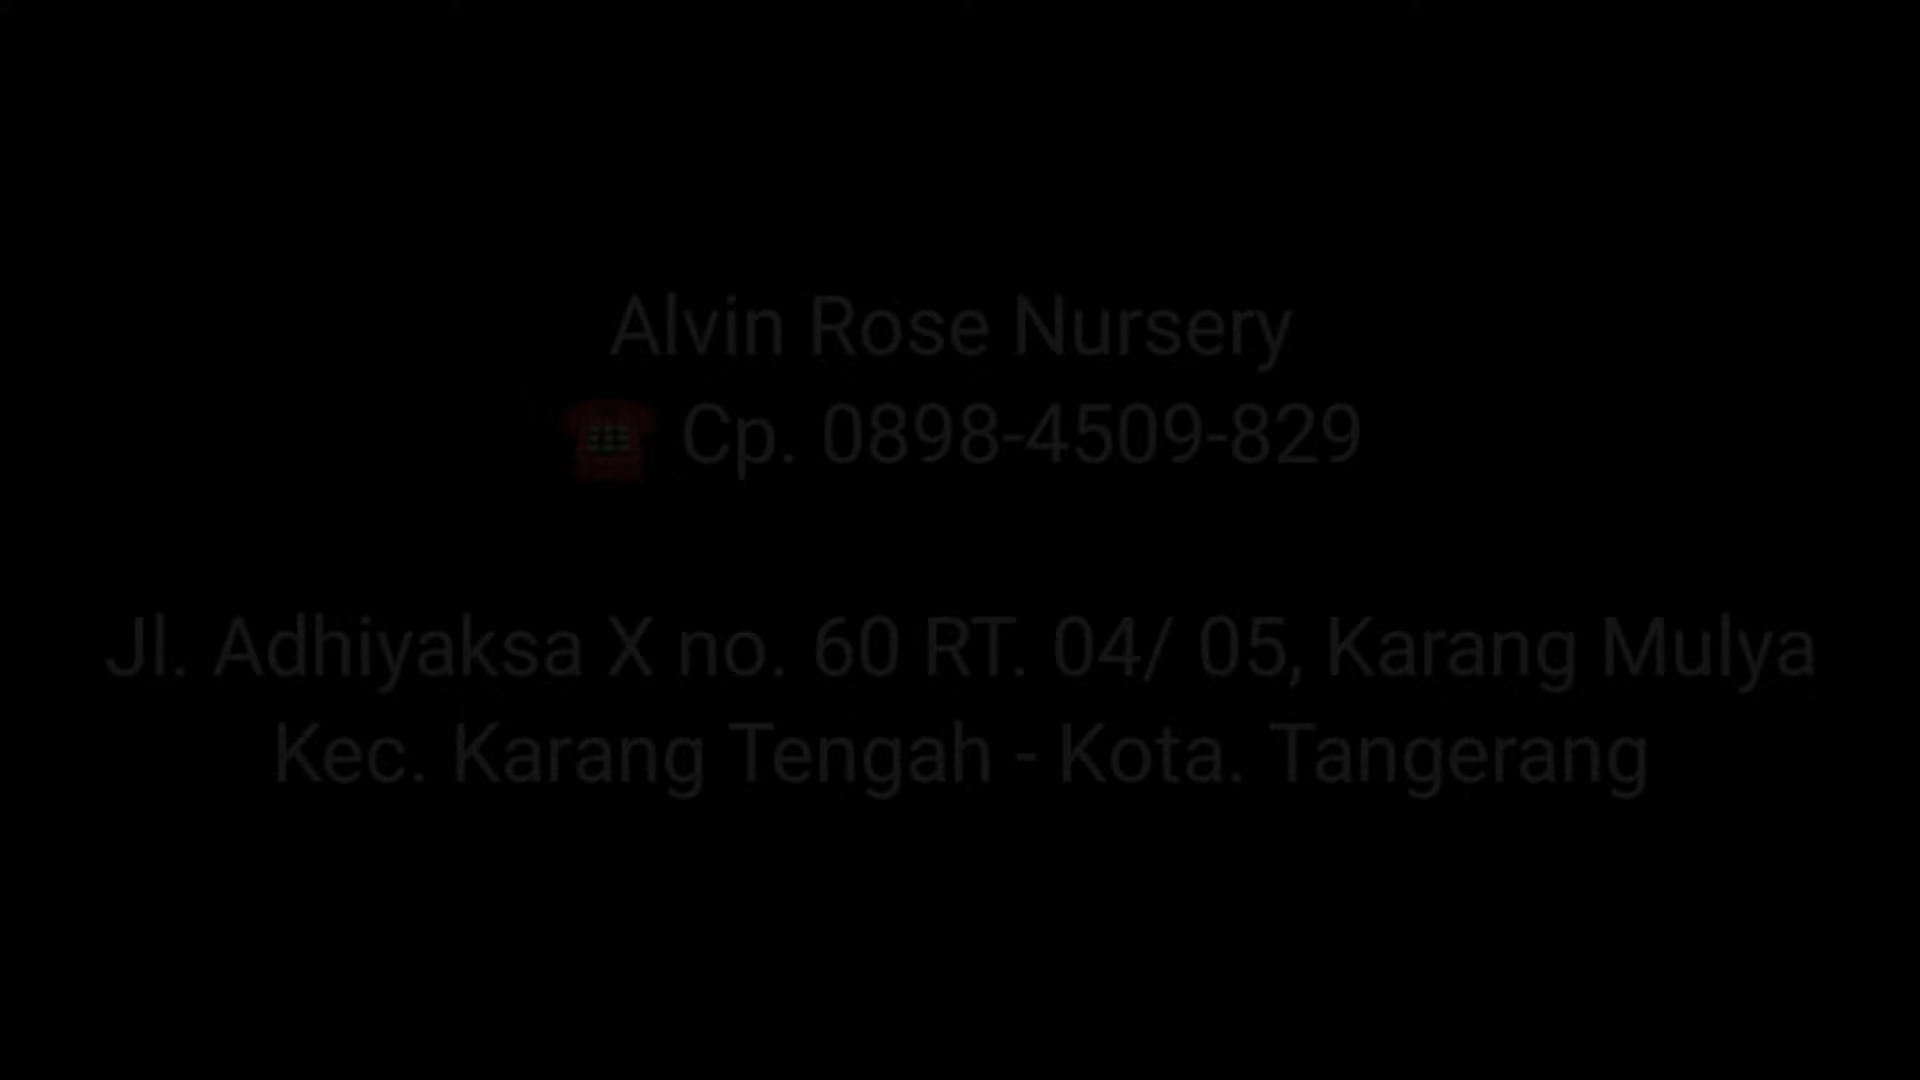 Alvin Rose Nursery
☎️ Cp. 0898-4509-829
Jl. Adhiyaksa X no. 60 RT. 04/ 05, Karang Mulya
Kec. Karang Tengah - Kota. Tangerang